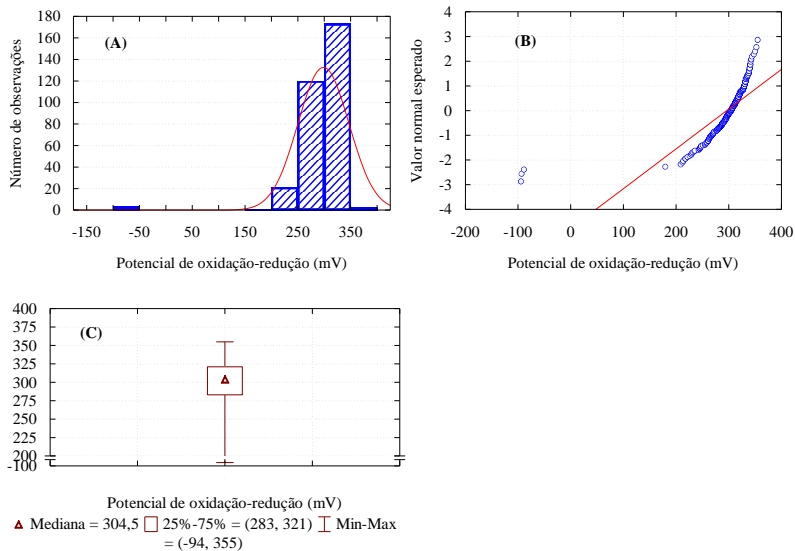 (A)
Número de observações
180
160
140
120
100
80
60
40
20
0
-150 -50 50 150 250 350
Potencial de oxidação-redução (mV)
(B)
Valor normal esperado
4
3
2
1
0
-1
-2
-3
-4
-200 -100 0 100 200 300 400
Potencial de oxidação-redução (mV)
(C)
400
375
350
325
300
275
250
225
200
-100
Potencial de oxidação-redução (mV)
Mediana = 304,5 25%-75% = (283, 321) Min-Max
= (-94, 355)